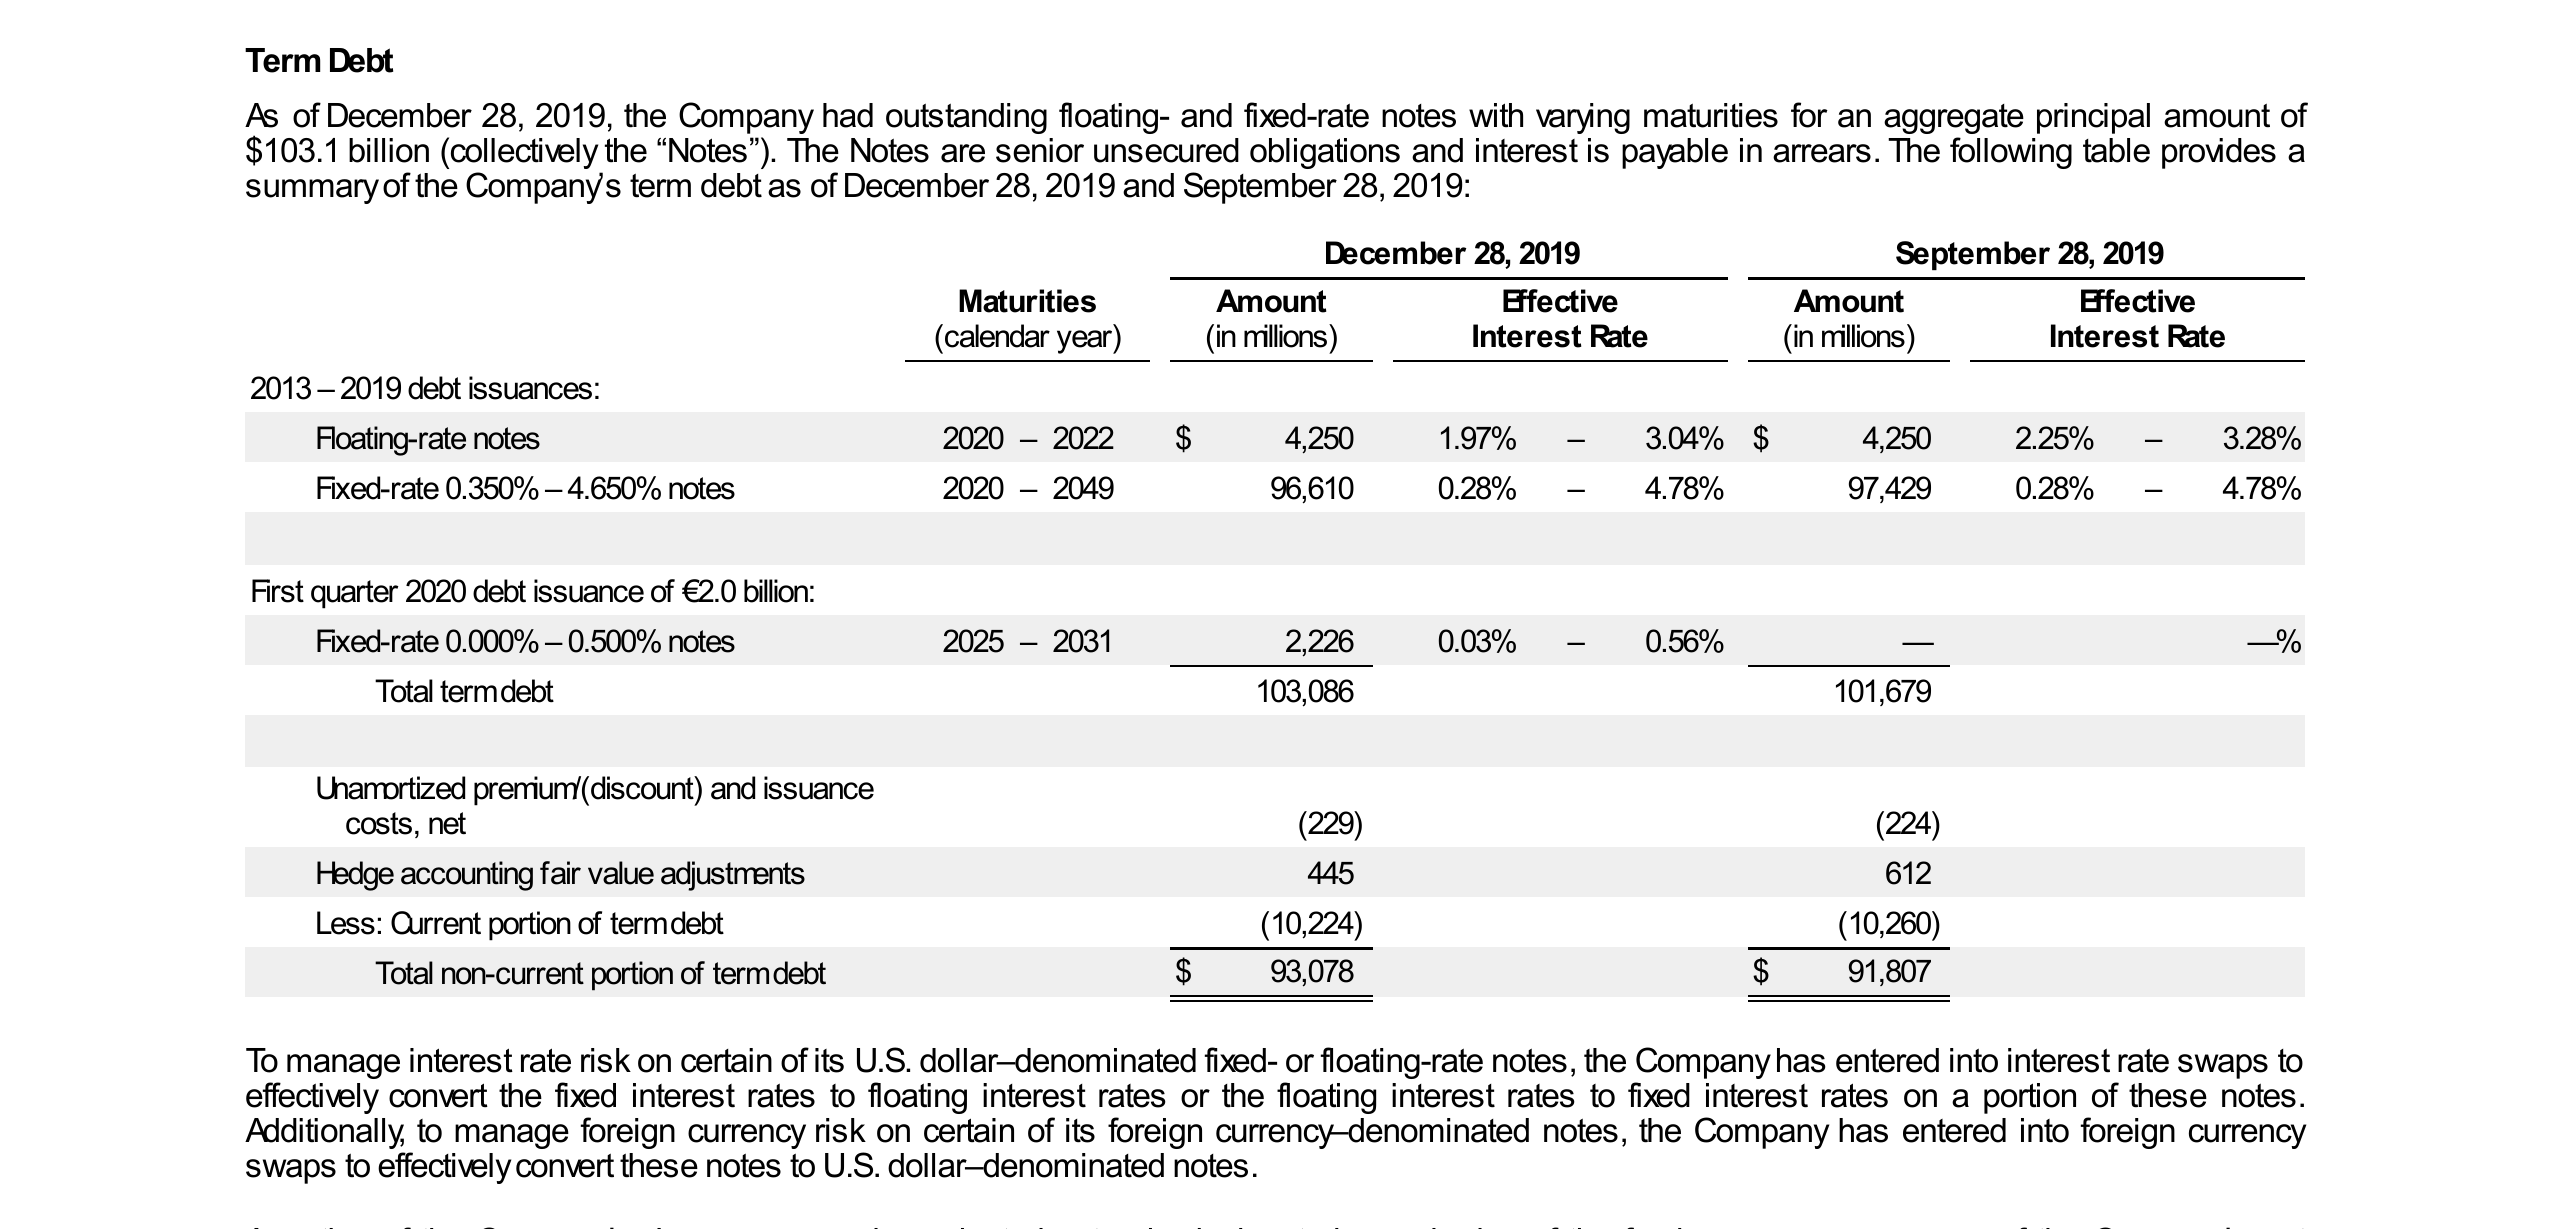 Term Debt
As of December 28, 2019, the Company had outstanding floating- and fixed-rate notes with varying maturities for an aggregate principal amount of
$103.1 billion (collectively the “Notes”). The Notes are senior unsecured obligations and interest is payable in arrears. The following table provides a
summary of the Company’s term debt as of December 28, 2019 and September 28, 2019:
December 28, 2019 September 28, 2019
Maturities Amount Effective Amount Effective
(calendar year) (in millions) Interest Rate (in millions) Interest Rate
2013 – 2019 debt issuances:
Floating-rate notes 2020 – 2022 $ 4,250 1.97% – 3.04% $ 4,250 2.25% – 3.28%
Fixed-rate 0.350% – 4.650% notes 2020 – 2049 96,610 0.28% – 4.78% 97,429 0.28% – 4.78%
First quarter 2020 debt issuance of €2.0 billion:
Fixed-rate 0.000% – 0.500% notes 2025 – 2031 2,226 0.03% – 0.56% — —%
Total term debt 103,086 101,679
Unamortized premium/(discount) and issuance
costs, net (229) (224)
Hedge accounting fair value adjustments 445 612
Less: Current portion of term debt (10,224) (10,260)
Total non-current portion of term debt $ 93,078 $ 91,807
To manage interest rate risk on certain of its U.S. dollar–denominated fixed- or floating-rate notes, the Company has entered into interest rate swaps to
effectively convert the fixed interest rates to floating interest rates or the floating interest rates to fixed interest rates on a portion of these notes.
Additionally, to manage foreign currency risk on certain of its foreign currency–denominated notes, the Company has entered into foreign currency
swaps to effectively convert these notes to U.S. dollar–denominated notes.